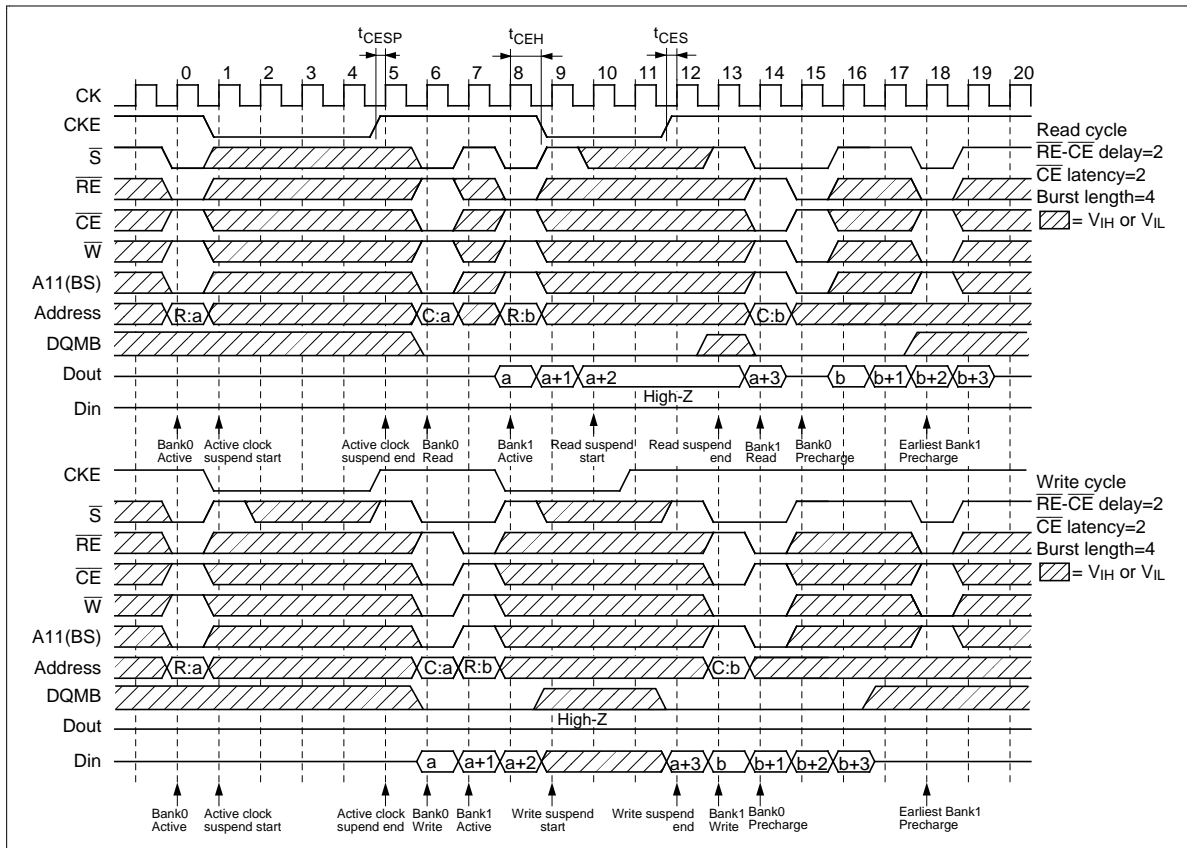 tCESP tCEH tCES
0 1 2 3 4 5 6 7 8 9 10 11 12 13 14 15 16 17 18 19 20
CK
CKE
S
RE
CE
W
A11(BS)
Address R:a C:a R:b C:b
DQMB
Dout a a+1 a+2 a+3 b b+1 b+2 b+3
High-Z
Din
Read cycle
RE-CE delay=2
CE latency=2
Burst length=4
= VIH or VIL
Bank0 Active
Active clock suspend start
Active clock suspend end
Bank0 Read
Bank1 Active
Read suspend start
Read suspend end
Bank1 Read
Bank0 Precharge
Earliest Bank1 Precharge
CKE
S
RE
CE
W
A11(BS)
Address R:a C:a R:b C:b
DQMB
High-Z
Dout
Din a a+1 a+2 a+3 b b+1 b+2 b+3
Write cycle
RE-CE delay=2
CE latency=2
Burst length=4
= VIH or VIL
Bank0 Active
Active clock suspend start
Active clock supend end
Bank0 Write
Bank1 Active
Write suspend start
Write suspend end
Bank1 Write
Bank0 Precharge
Earliest Bank1 Precharge